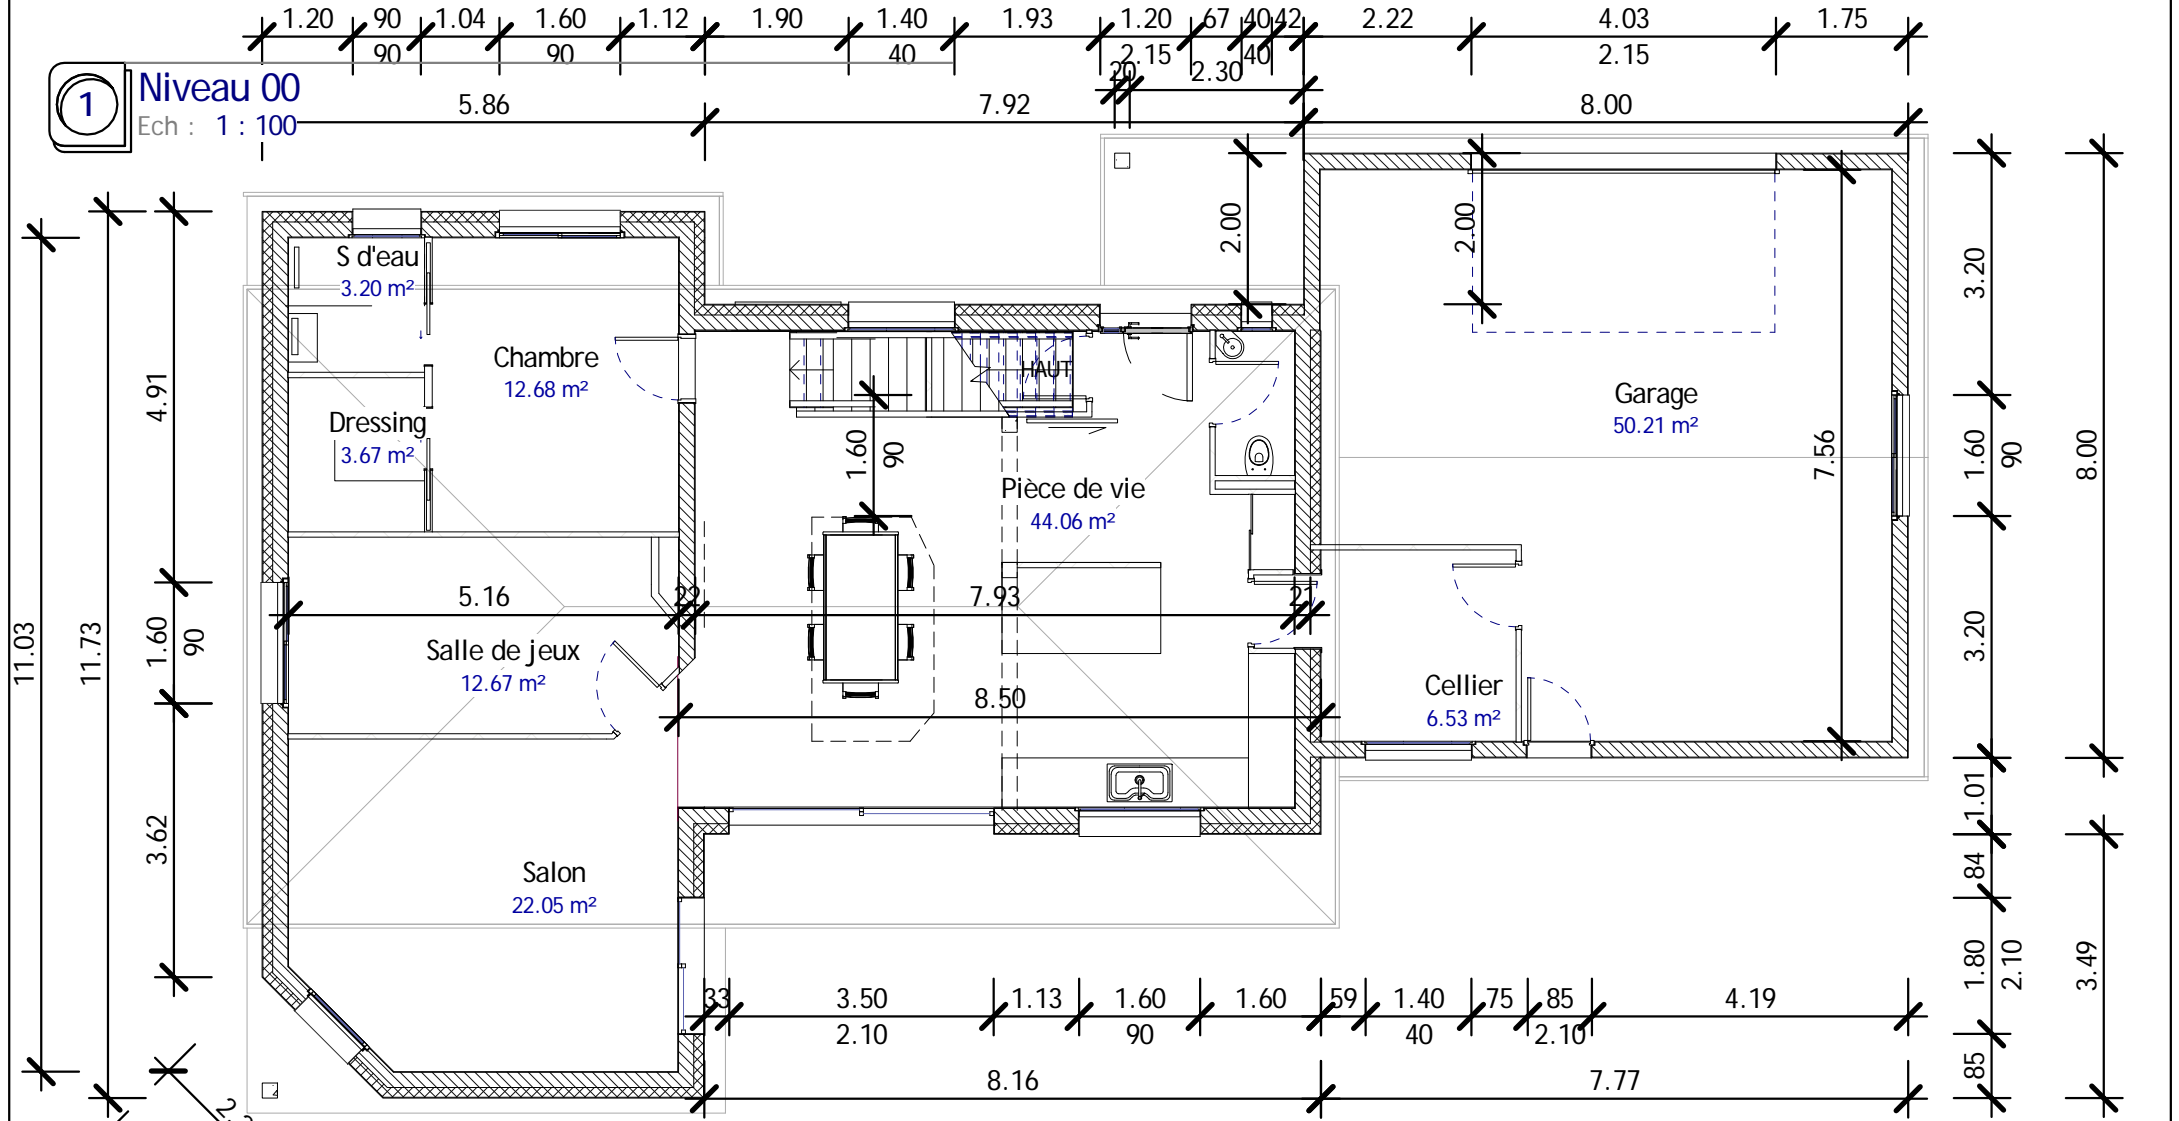 1.20 90 1.04 1.60 1.12 1.90 1.40 1.93 1.20 67 40 42 2.22 4.03 1.75
90 90 40 2.15 40 2.15
20 2.30
1 Niveau 00
Ech : 1 : 100
5.86 7.92 8.00
2.00 2.00
S d'eau
3.20 m²
3.20
Chambre
12.68 m²
HAUT
Garage
50.21 m²
4.91
Dressing
3.67 m²
1.60
90
7.56
1.60
90
8.00
Pièce de vie
44.06 m²
5.16 22 7.93 21
11.03
11.73
1.60
90
3.20
Salle de jeux
12.67 m²
8.50
Cellier
6.53 m²
1.01
3.62
84
Salon
22.05 m²
1.80
2.10
3.49
33 3.50 1.13 1.60 1.60 59 1.40 75 85 4.19
2.10 90 40 2.10
85
8.16 7.77